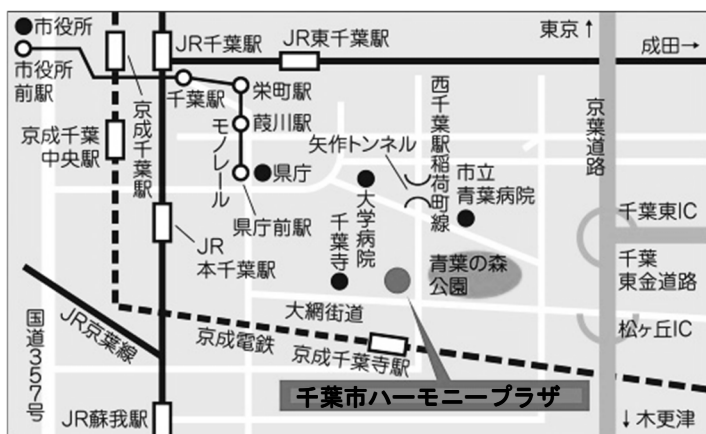 市役所
市役所
前駅
JR千葉駅
JR東千葉駅
東京↑
成田→
千葉駅
栄町駅
葭川駅
モノレール
県庁
県庁前駅
京成千葉
中央駅
京成千葉駅
JR
本千葉駅
西千葉駅稲荷町線
矢作トンネル
市立
青葉病院
大学病院
千葉寺
青葉の森
公園
京葉道路
千葉東IC
千葉
東金道路
松ヶ丘IC
大網街道
京成電鉄
京成千葉寺駅
国道357号
JR京葉線
JR蘇我駅
千葉市ハーモニープラザ
↓木更津